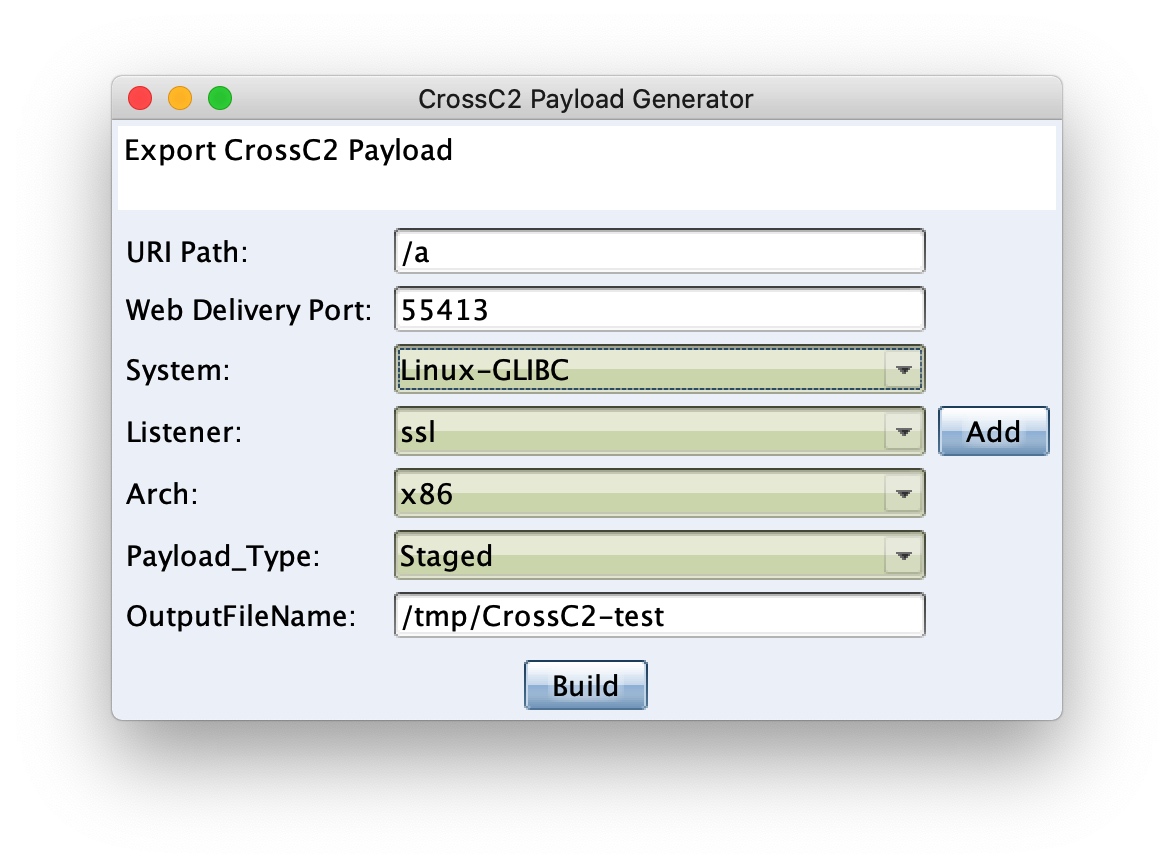 CrossC2 Payload Generator
Export CrossC2 Payload
URI Path: /a
Web Delivery Port: 55413
System: Linux-GLIBC
Listener: ssl Add
Arch: x86
Payload_Type: Staged
OutputFileName: /tmp/CrossC2-test
Build